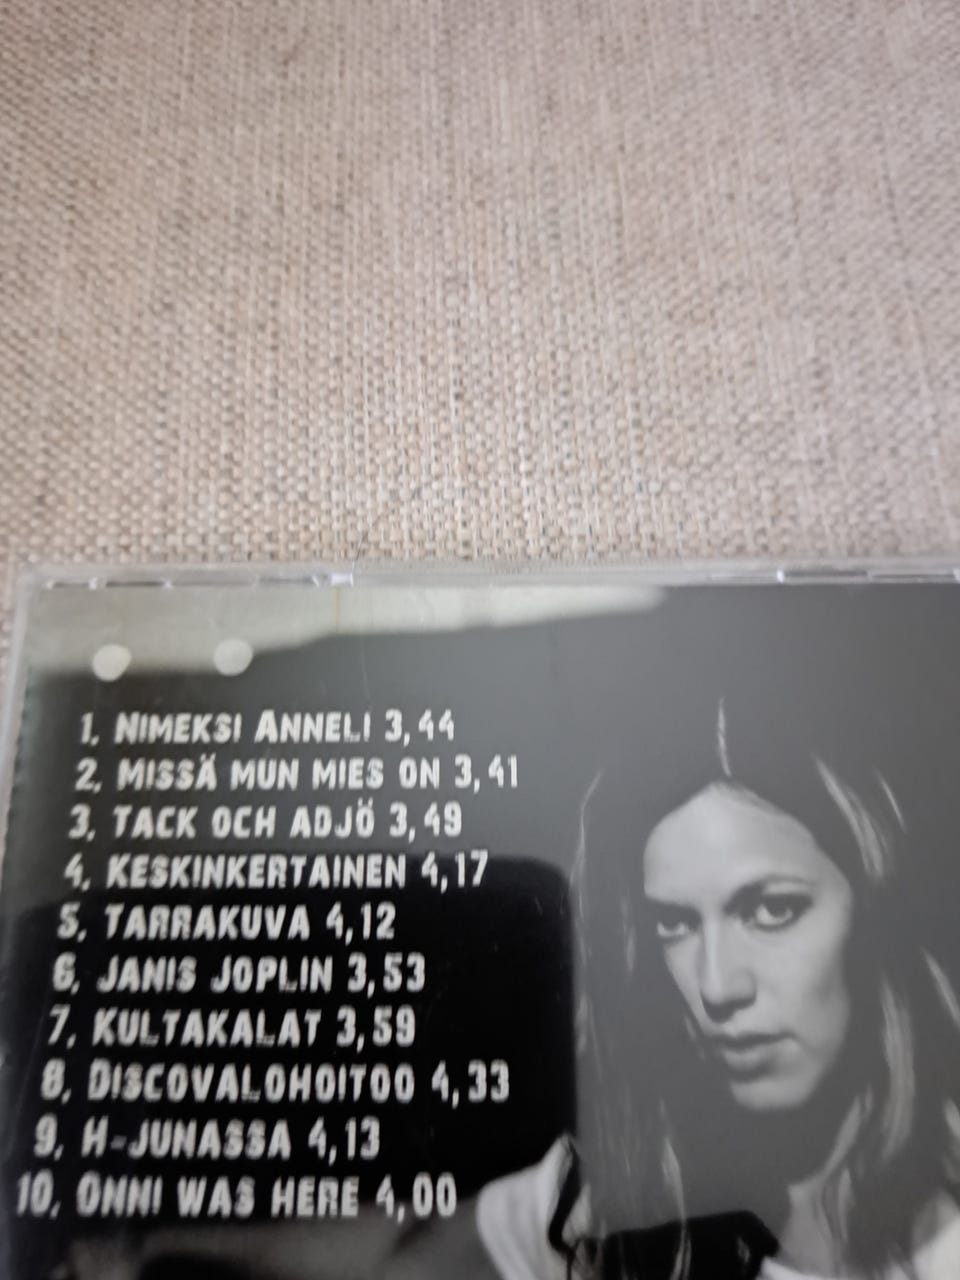 1. Nimeksi Anneli 3,44
2. Missä mun mies on 3,41
3. Tack och adjö 3,49
4. Keskinkertainen 4,17
5. Tarrakuva 4,12
6. Janis Joplin 3,53
7. Kultakalat 3,59
8. Discovalohoitoo 4,33
9. H-junassa 4,13
10. Onni was here 4,00